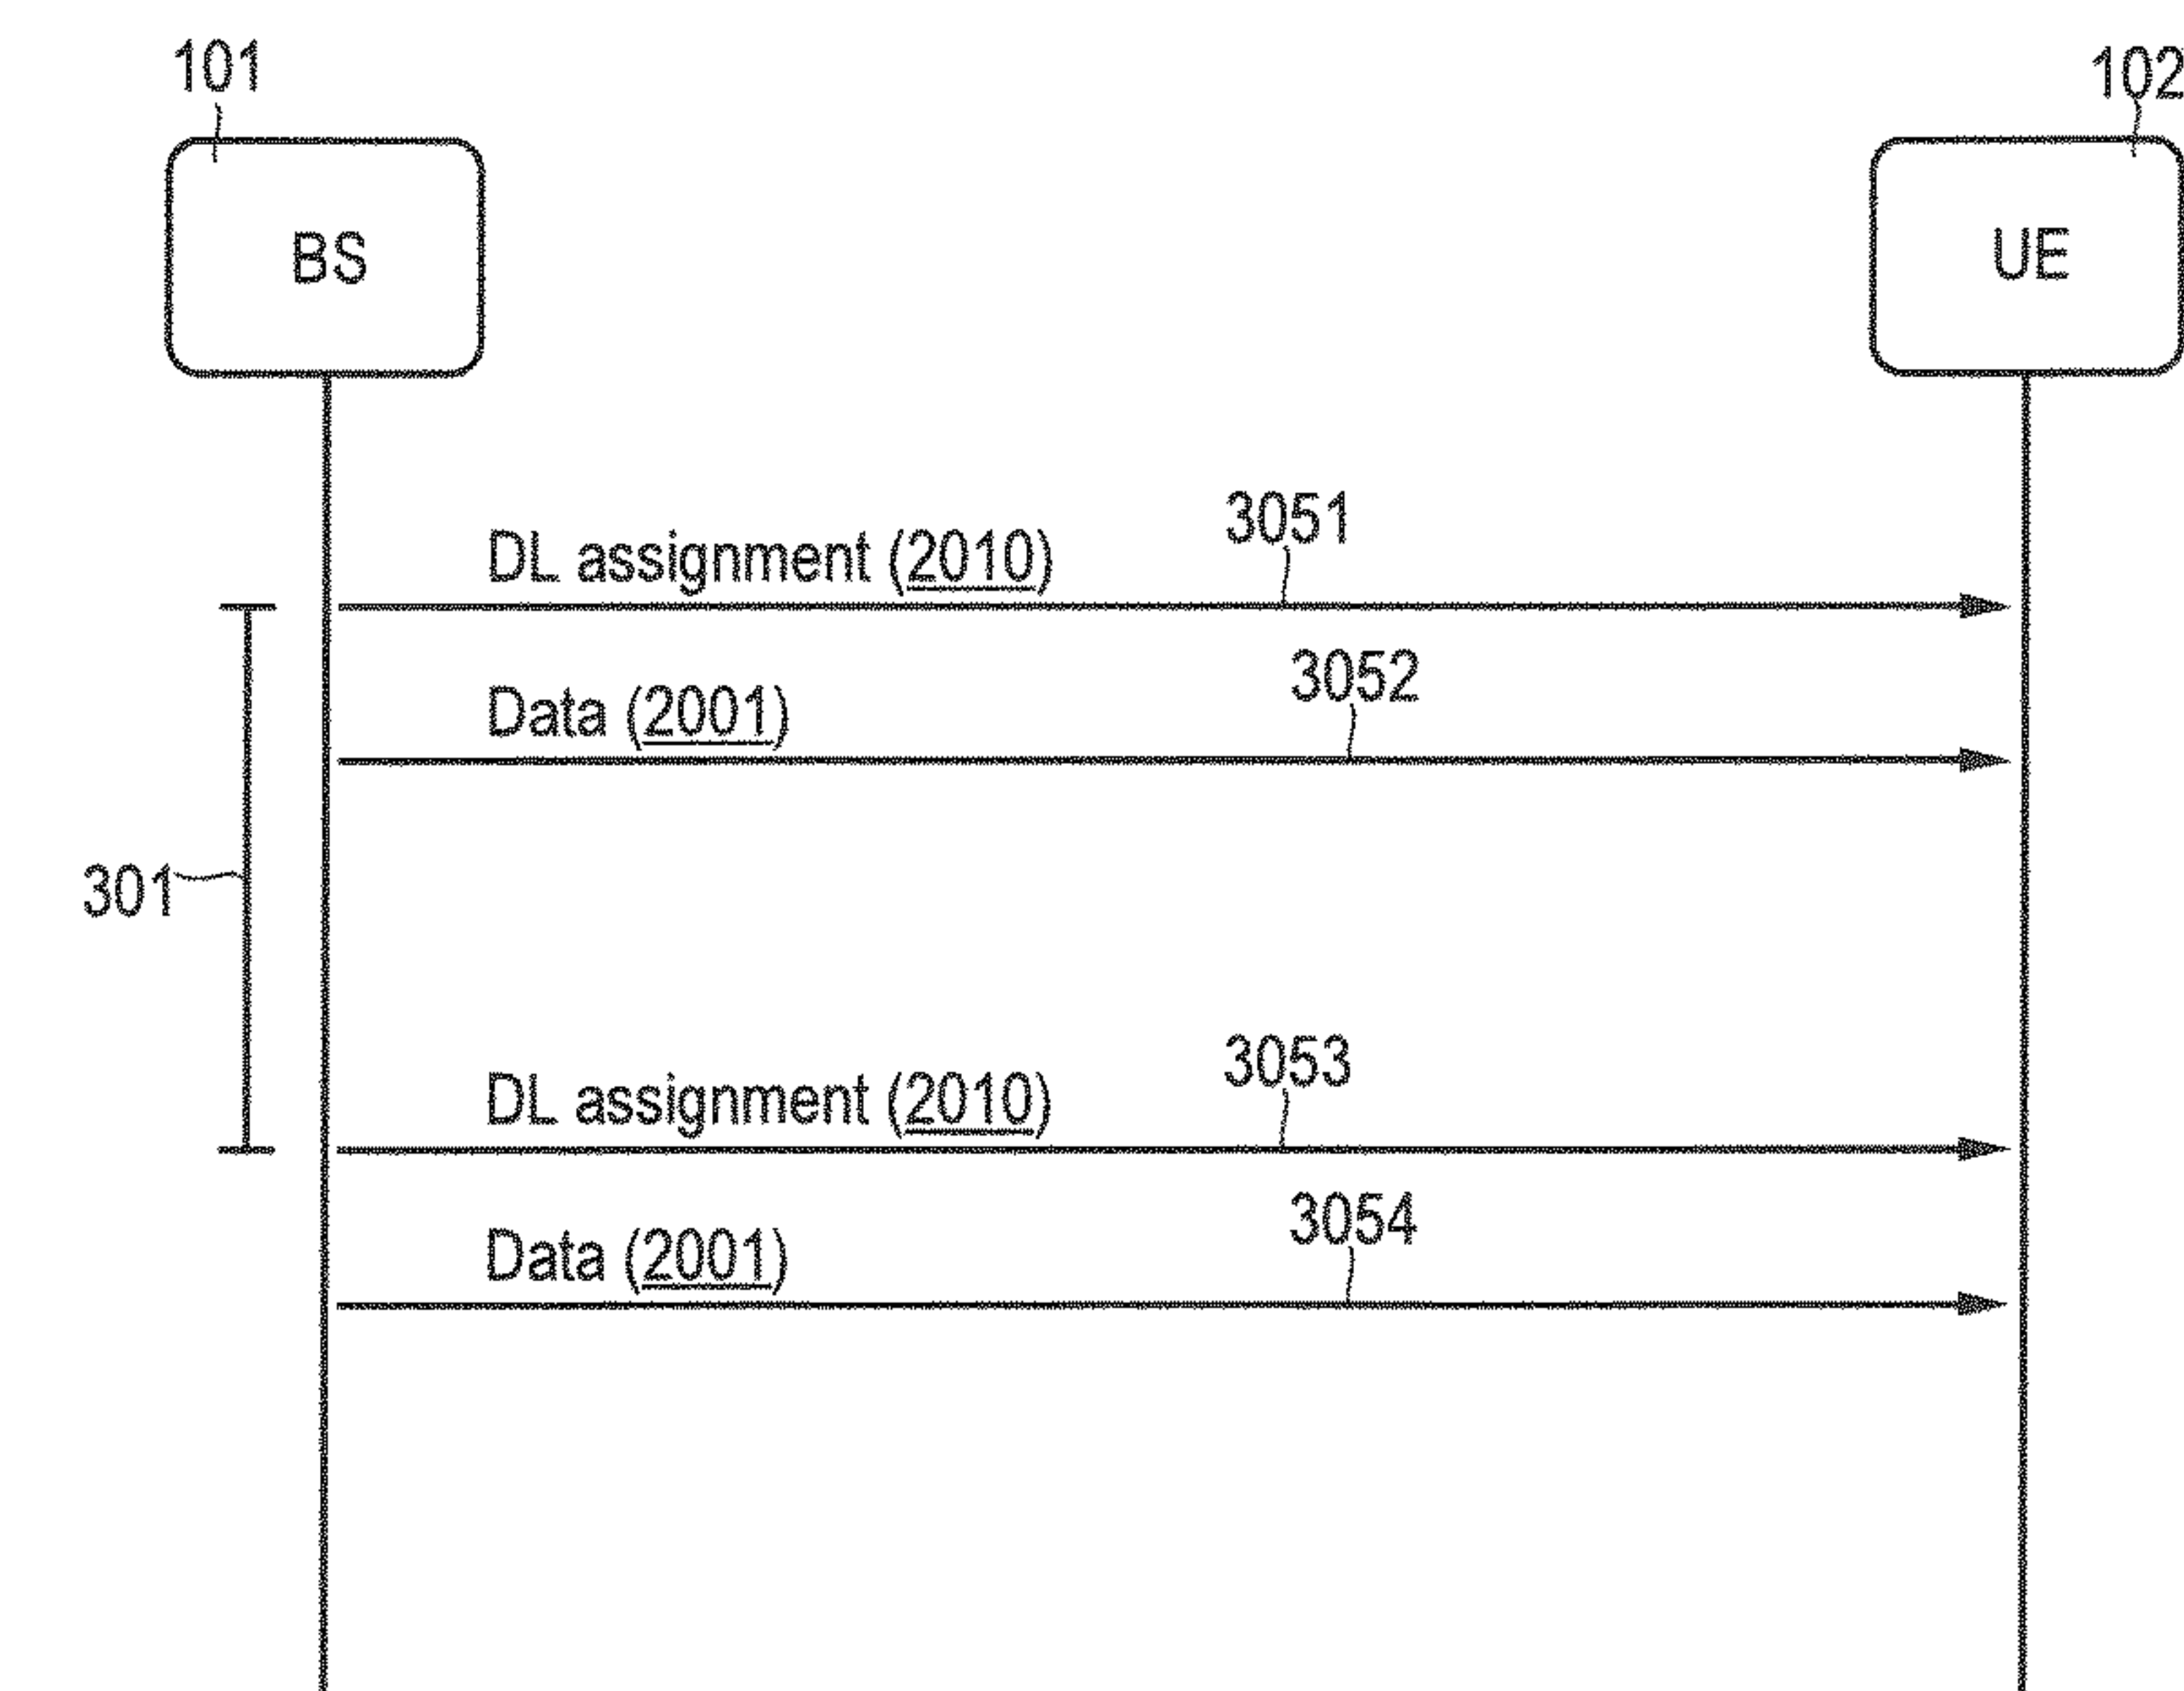 101
102
BS
UE
3051
DL assignment (2010)
3052
Data (2001)
301
3053
DL assignment (2010)
3054
Data (2001)